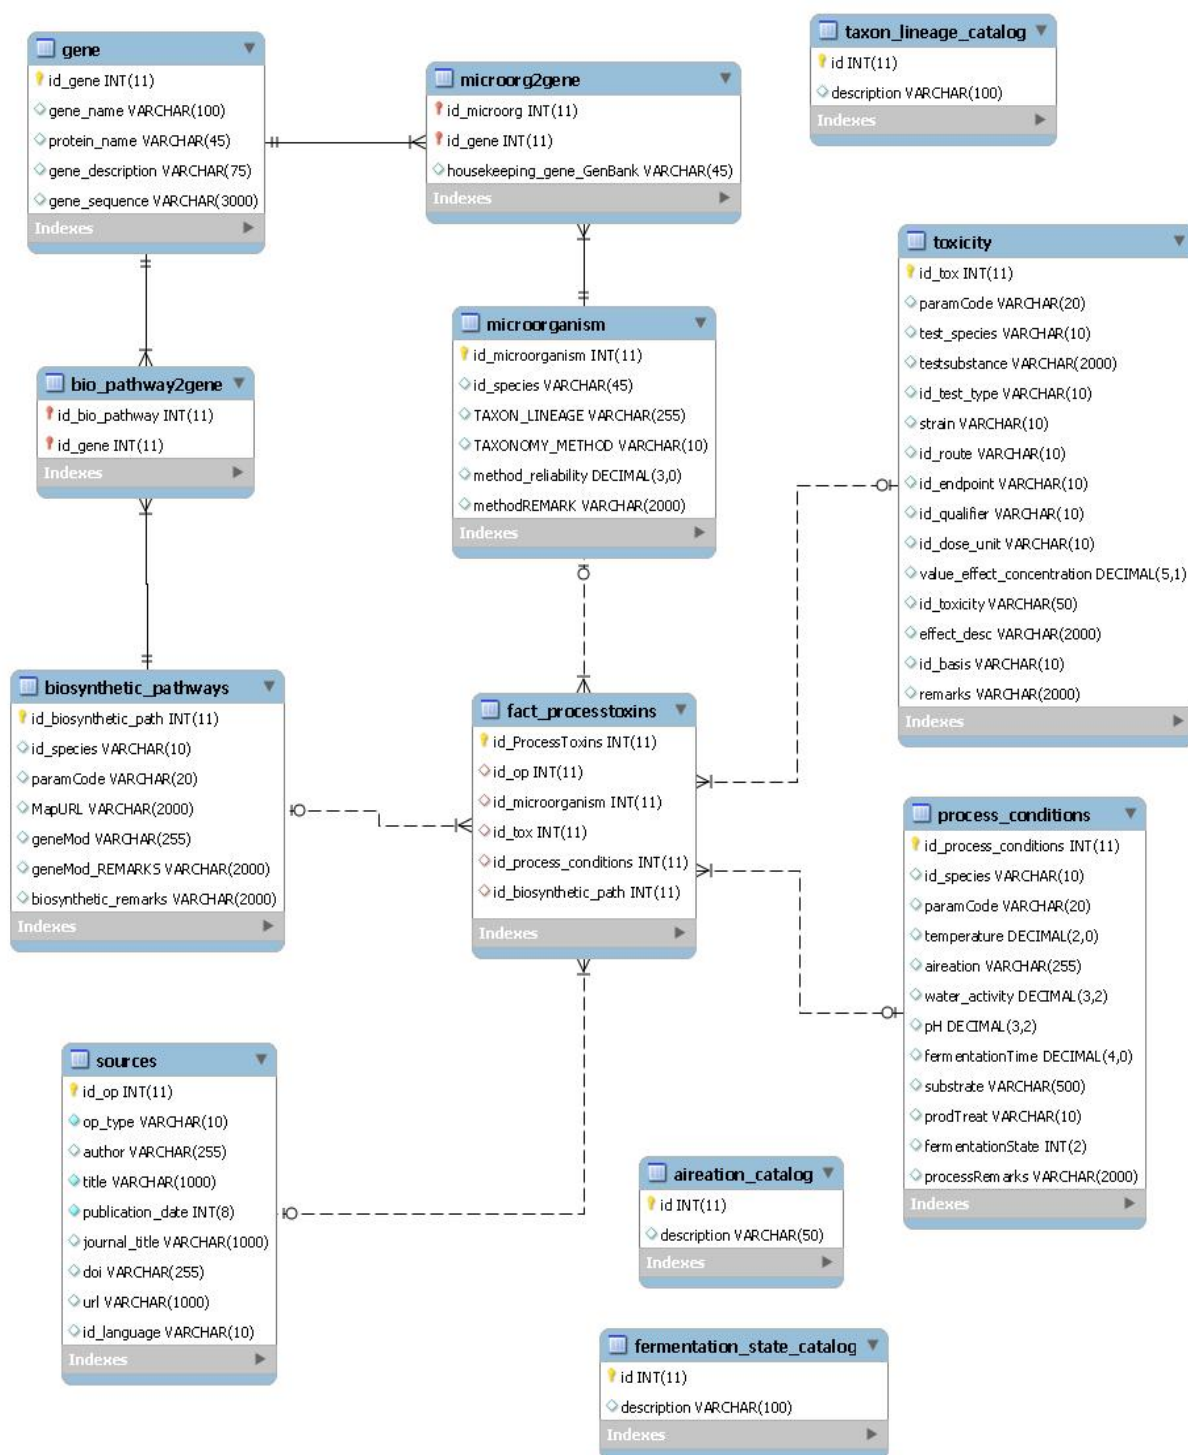 gene
id_gene INT(11)
gene_name VARCHAR(100)
protein_name VARCHAR(45)
gene_description VARCHAR(75)
gene_sequence VARCHAR(3000)
Indexes
microorg2gene
id_microorg INT(11)
id_gene INT(11)
housekeeping_gene_GenBank VARCHAR(45)
Indexes
taxon_lineage_catalog
id INT(11)
description VARCHAR(100)
Indexes
bio_pathway2gene
id_bio_pathway INT(11)
id_gene INT(11)
Indexes
microorganism
id_microorganism INT(11)
id_species VARCHAR(45)
TAXON_LINEAGE VARCHAR(255)
TAXONOMY_METHOD VARCHAR(10)
method_reliability DECIMAL(3,0)
methodREMARK VARCHAR(2000)
Indexes
toxicity
id_tox INT(11)
paramCode VARCHAR(20)
test_species VARCHAR(10)
testsubstance VARCHAR(2000)
id_test_type VARCHAR(10)
strain VARCHAR(10)
id_route VARCHAR(10)
id_endpoint VARCHAR(10)
id_qualifier VARCHAR(10)
id_dose_unit VARCHAR(10)
value_effect_concentration DECIMAL(5,1)
id_toxicity VARCHAR(50)
effect_desc VARCHAR(2000)
id_basis VARCHAR(10)
remarks VARCHAR(2000)
Indexes
biosynthetic_pathways
id_biosynthetic_path INT(11)
id_species VARCHAR(10)
paramCode VARCHAR(20)
MapURL VARCHAR(2000)
geneMod VARCHAR(255)
geneMod_REMARKS VARCHAR(2000)
biosynthetic_remarks VARCHAR(2000)
Indexes
fact_processtoxins
id_ProcessToxins INT(11)
id_op INT(11)
id_microorganism INT(11)
id_tox INT(11)
id_process_conditions INT(11)
id_biosynthetic_path INT(11)
Indexes
process_conditions
id_process_conditions INT(11)
id_species VARCHAR(10)
paramCode VARCHAR(20)
temperature DECIMAL(2,0)
aireation VARCHAR(255)
water_activity DECIMAL(3,2)
pH DECIMAL(3,2)
fermentationTime DECIMAL(4,0)
substrate VARCHAR(500)
prodTreat VARCHAR(10)
fermentationState INT(2)
processRemarks VARCHAR(2000)
Indexes
sources
id_op INT(11)
op_type VARCHAR(10)
author VARCHAR(255)
title VARCHAR(1000)
publication_date INT(8)
journal_title VARCHAR(1000)
doi VARCHAR(255)
url VARCHAR(1000)
id_language VARCHAR(10)
Indexes
aireation_catalog
id INT(11)
description VARCHAR(50)
Indexes
fermentation_state_catalog
id INT(11)
description VARCHAR(100)
Indexes